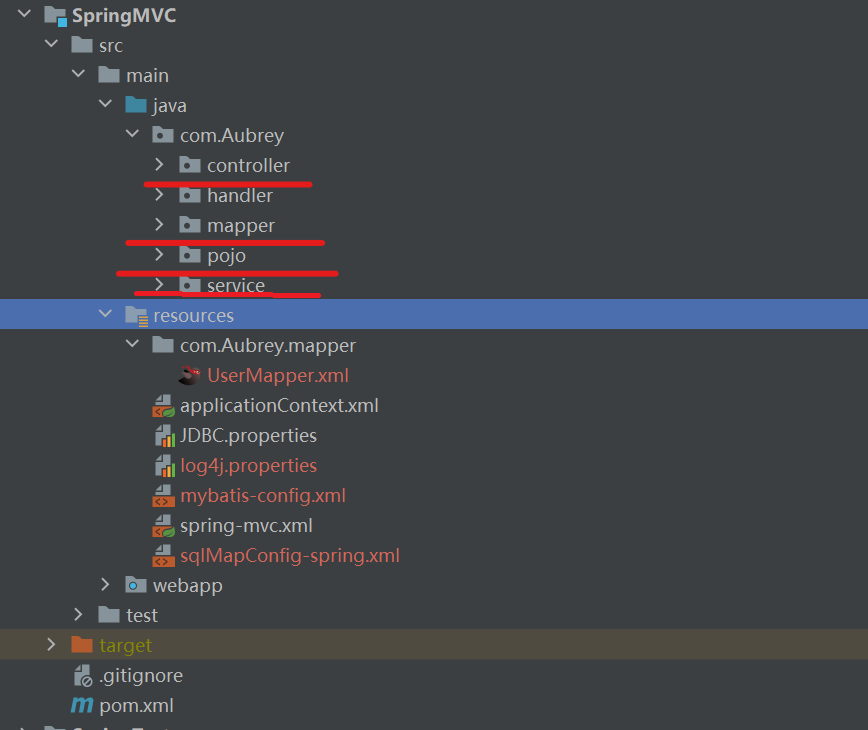 SpringMVC
src
main
java
com.Aubrey
controller
handler
mapper
pojo
service
resources
com.Aubrey.mapper
UserMapper.xml
applicationContext.xml
JDBC.properties
log4j.properties
mybatis-config.xml
spring-mvc.xml
sqlMapConfig-spring.xml
webapp
test
target
.gitignore
pom.xml